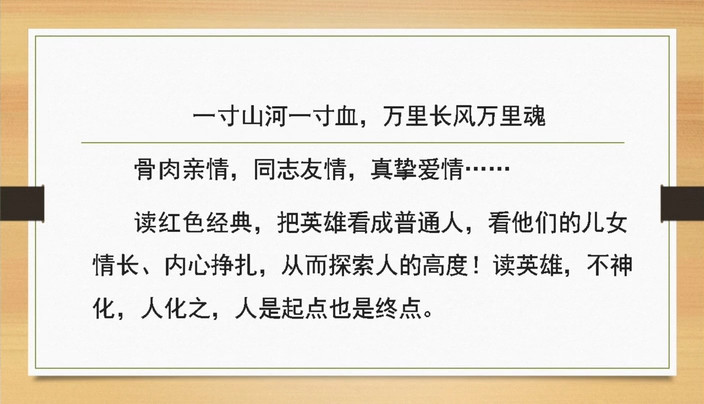 一寸山河一寸血，万里长风万里魂
骨肉亲情，同志友情，真挚爱情……
读红色经典，把英雄看成普通人，看他们的儿女
情长、内心挣扎，从而探索人的高度！读英雄，不神
化，人化之，人是起点也是终点。